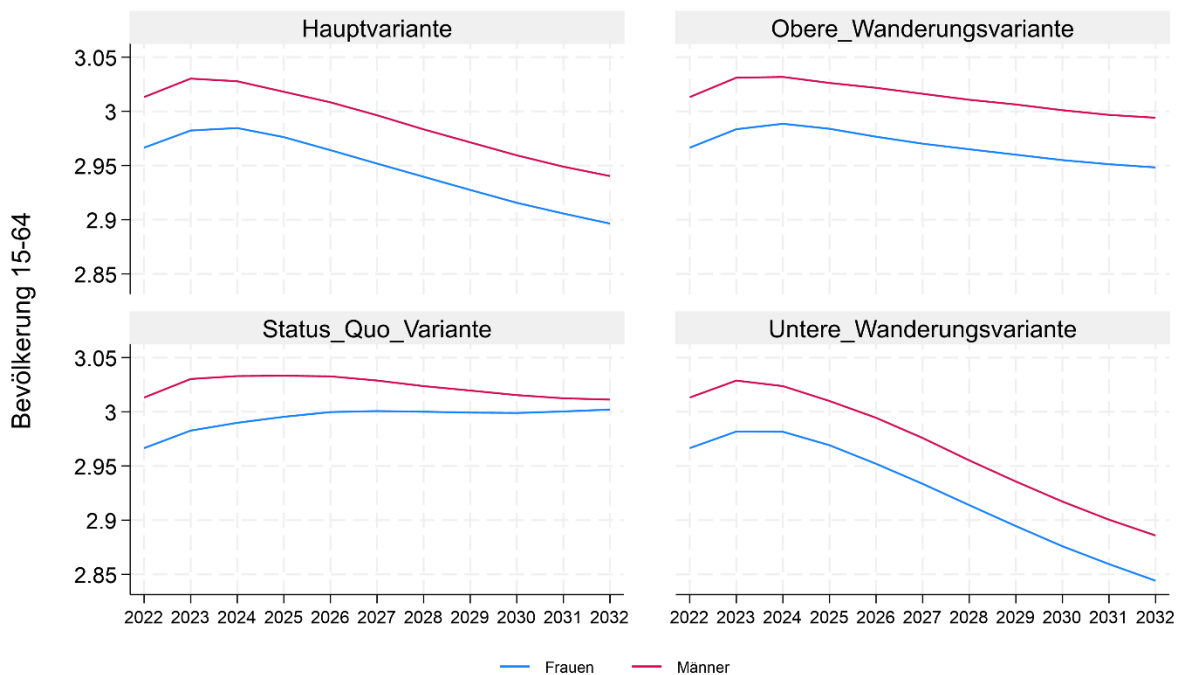 Hauptvariante
Obere_Wanderungsvariante
3.05
3
2.95
2.9
2.85
Status_Quo_Variante
Untere_Wanderungsvariante
3.05
3
2.95
2.9
2.85
Bevölkerung 15-64
2022 2023 2024 2025 2026 2027 2028 2029 2030 2031 2032
2022 2023 2024 2025 2026 2027 2028 2029 2030 2031 2032
Frauen
Männer